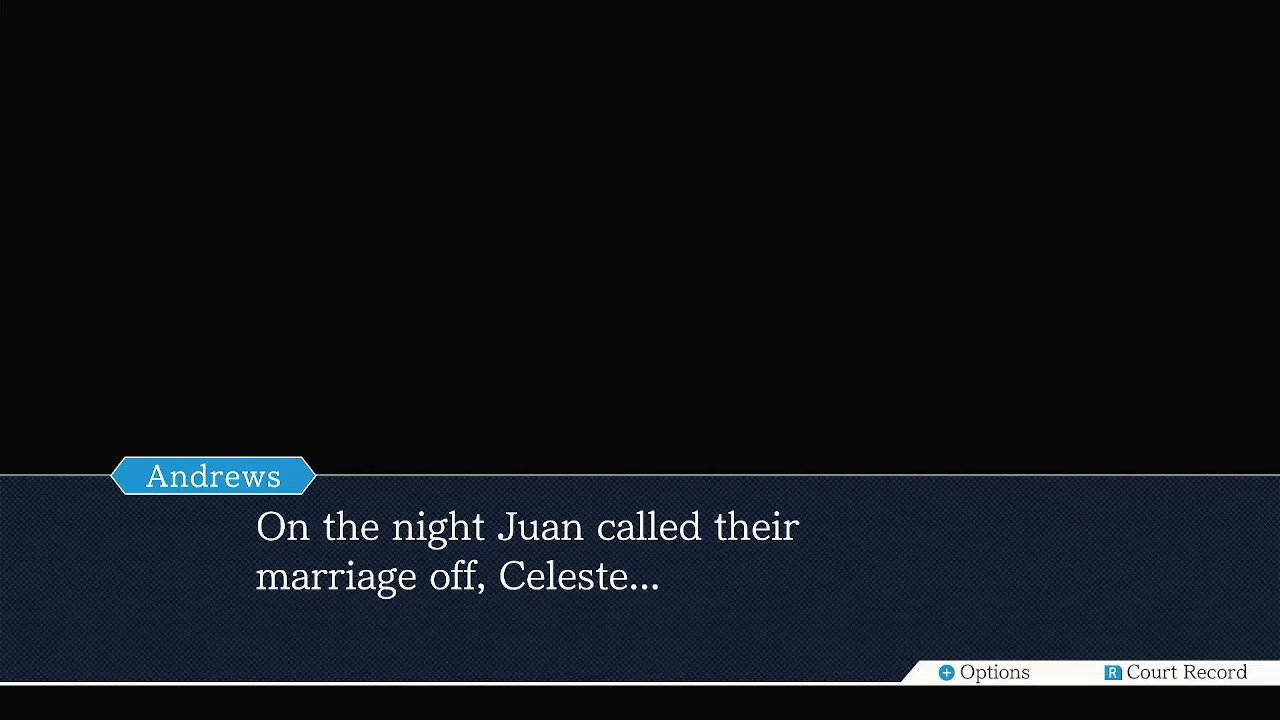 Andrews
On the night Juan called their
marriage off, Celeste...
+ Options
R Court Record